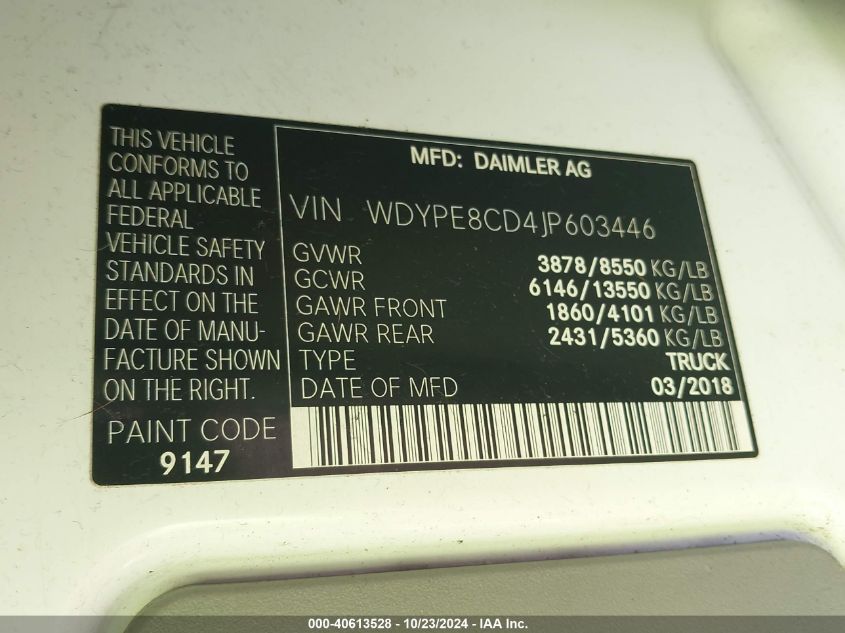 THIS VEHICLE
CONFORMS TO
ALL APPLICABLE
FEDERAL
VEHICLE SAFETY
STANDARDS IN
EFFECT ON THE
DATE OF MANU-
FACTURE SHOWN
ON THE RIGHT.
PAINT CODE
9147
MFD: DAIMLER AG
VIN WDYPE8CD4JP603446
GVWR 3878/8550 KG/LB
GCWR 6146/13550 KG/LB
GAWR FRONT 1860/4101 KG/LB
GAWR REAR 2431/5360 KG/LB
TYPE TRUCK
DATE OF MFD 03/2018
000-40613528 - 10/23/2024 - IAA Inc.